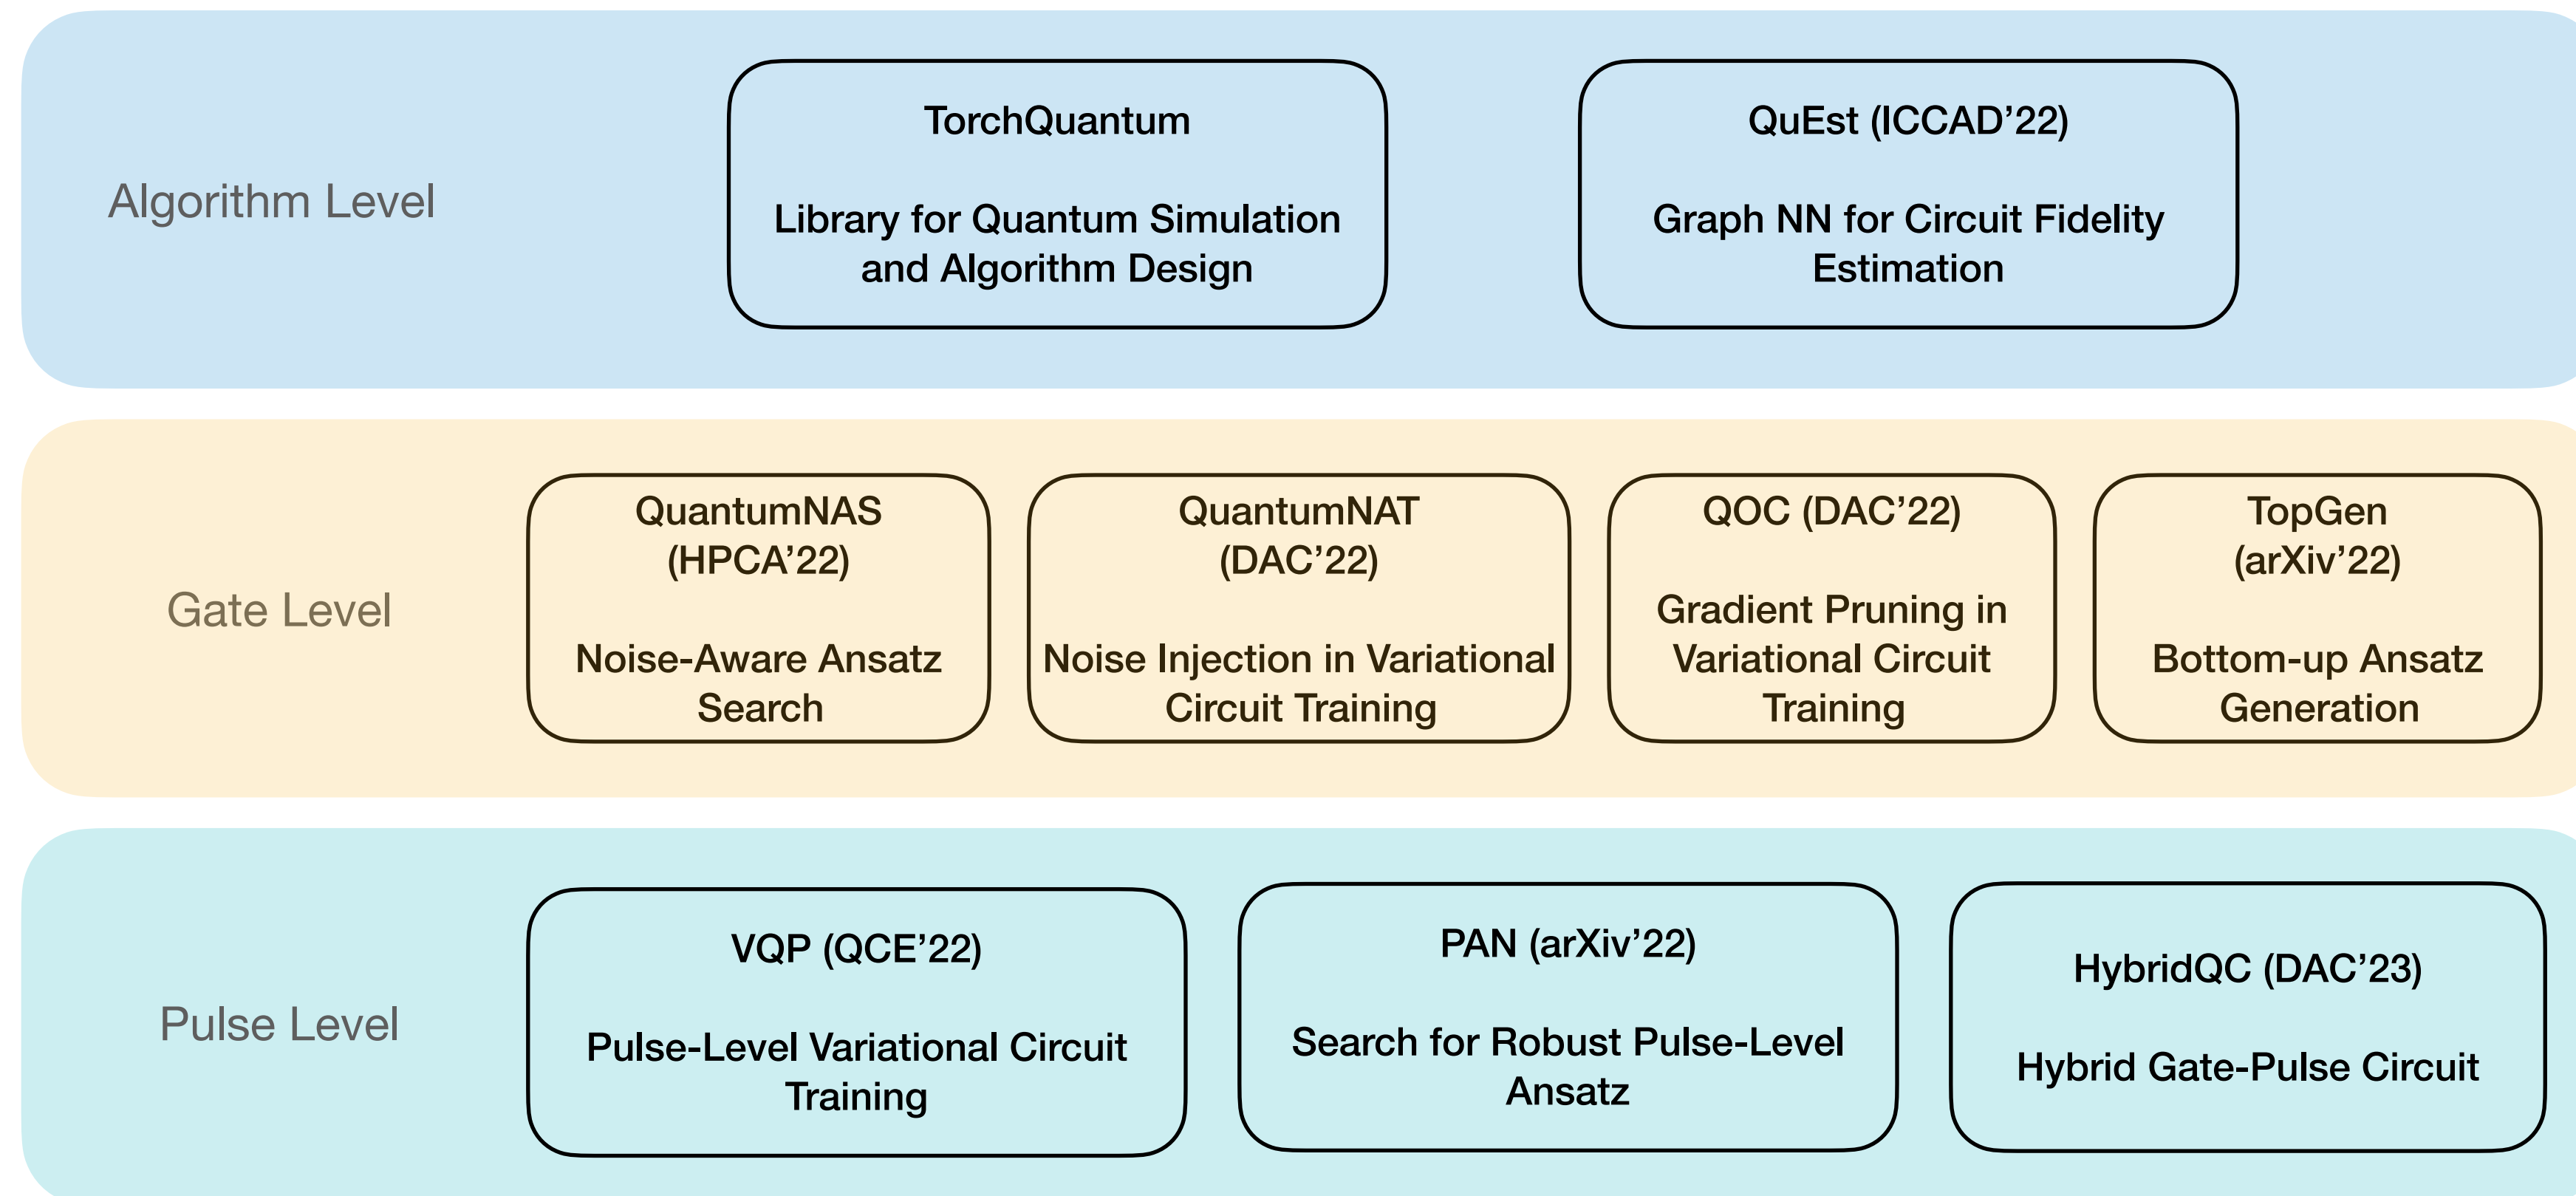 Algorithm Level
TorchQuantum
Library for Quantum Simulation
and Algorithm Design
QuEst (ICCAD’22)
Graph NN for Circuit Fidelity
Estimation
Gate Level
QuantumNAS
(HPCA’22)
Noise-Aware Ansatz
Search
QuantumNAT
(DAC’22)
Noise Injection in Variational
Circuit Training
QOC (DAC’22)
Gradient Pruning in
Variational Circuit
Training
TopGen
(arXiv’22)
Bottom-up Ansatz
Generation
Pulse Level
VQP (QCE’22)
Pulse-Level Variational Circuit
Training
PAN (arXiv’22)
Search for Robust Pulse-Level
Ansatz
HybridQC (DAC’23)
Hybrid Gate-Pulse Circuit